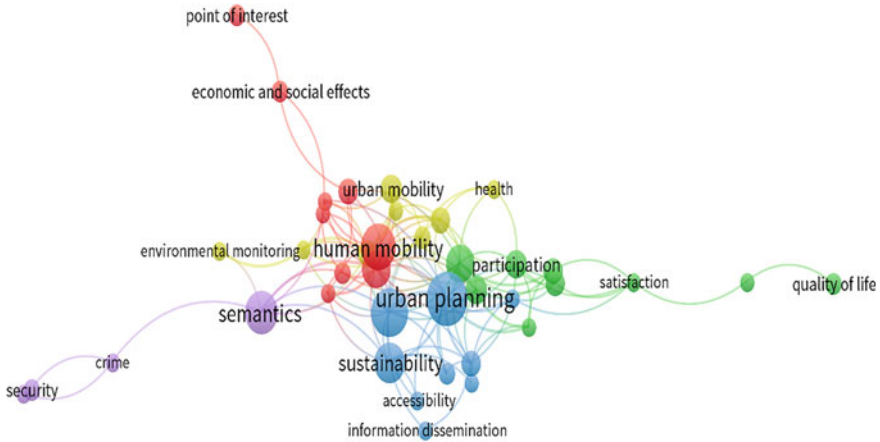 point of interest
economic and social effects
urban mobility
health
environmental monitoring
human mobility
participation
satisfaction
quality of life
urban planning
semantics
crime
sustainability
security
accessibility
information dissemination